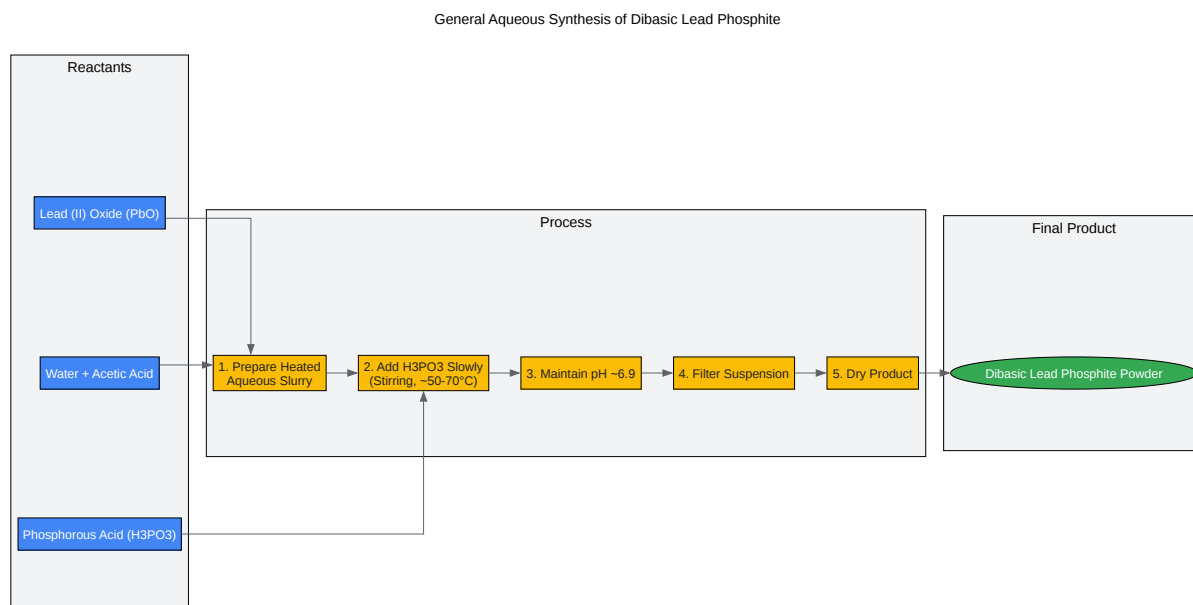 General Aqueous Synthesis of Dibasic Lead Phosphite
Reactants
Lead (II) Oxide (PbO)
Water + Acetic Acid
Phosphorous Acid (H3PO3)
Process
1. Prepare Heated
Aqueous Slurry
2. Add H3PO3 Slowly
(Stirring, ~50-70°C)
3. Maintain pH ~6.9
4. Filter Suspension
5. Dry Product
Final Product
Dibasic Lead Phosphite Powder